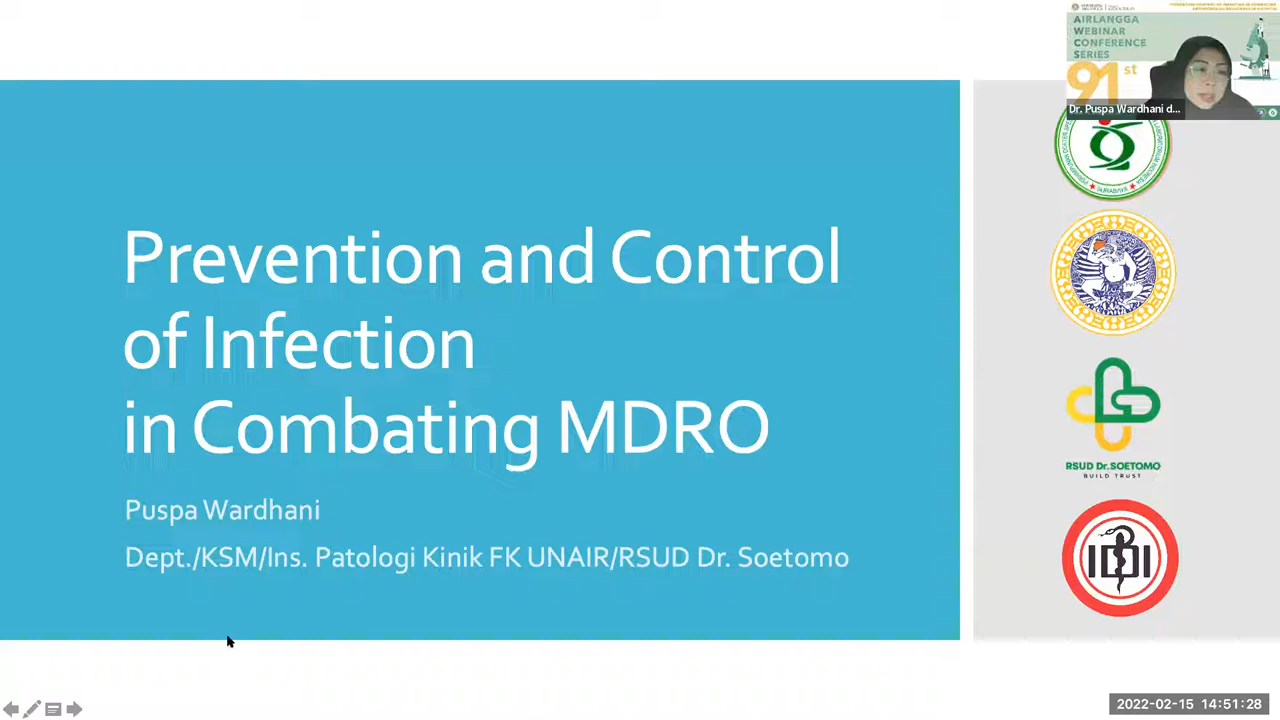 AIRLANGGA
WEBINAR
CONFERENCE
SERIES
91st
Dr. Puspa Wardhani d...
Prevention and Control
of Infection
in Combating MDRO
Puspa Wardhani
Dept./KSM/Ins. Patologi Kinik FK UNAIR/RSUD Dr. Soetomo
SURABAYA
RSUD Dr.SOETOMO
BUILD TRUST
IDI
2022-02-15 14:51:28